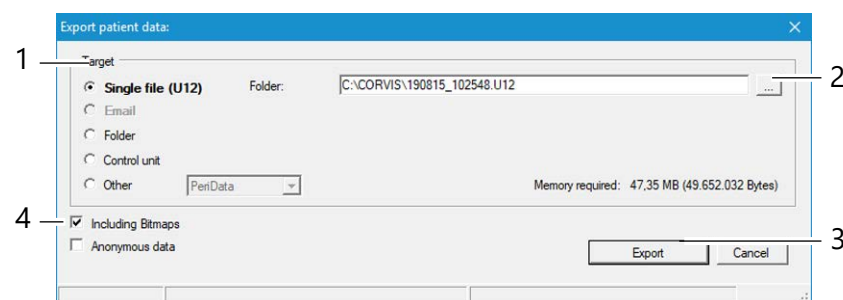 Export patient data:
1
Target
Single file (U12) Folder: C:\CORVIS\190815_102548.U12 ... 2
Email
Folder
Control unit
Other PeriData Memory required: 47,35 MB (49.652.032 Bytes)
4 Including Bitmaps
Anonymous data Export Cancel 3